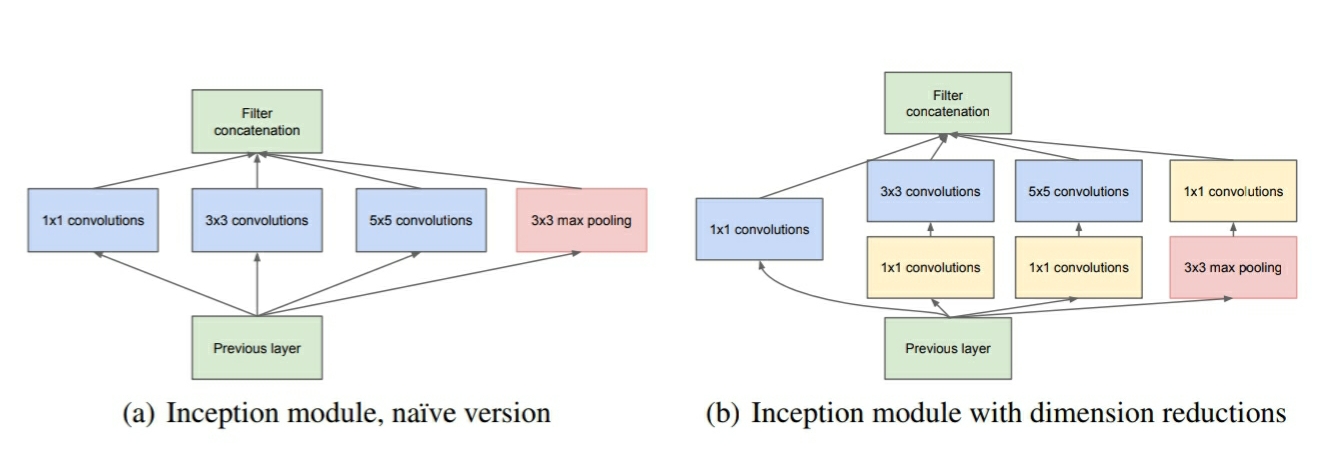 Filter
concatenation
1x1 convolutions
3x3 convolutions
5x5 convolutions
3x3 max pooling
Previous layer
(a) Inception module, naïve version
Filter
concatenation
3x3 convolutions
5x5 convolutions
1x1 convolutions
1x1 convolutions
1x1 convolutions
1x1 convolutions
3x3 max pooling
Previous layer
(b) Inception module with dimension reductions